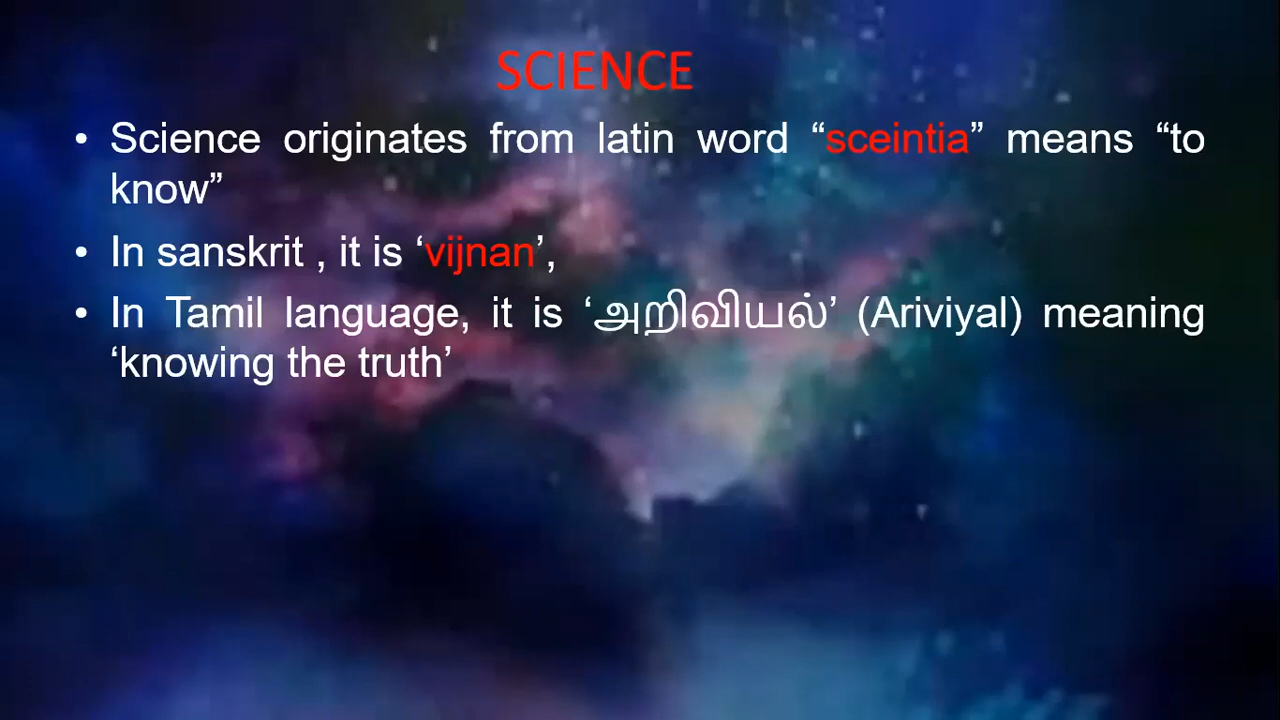 SCIENCE
• Science originates from latin word “sceintia” means “to
know”
• In sanskrit , it is ‘vijnan’,
• In Tamil language, it is ‘அறிவியல்’ (Ariviyal) meaning
‘knowing the truth’